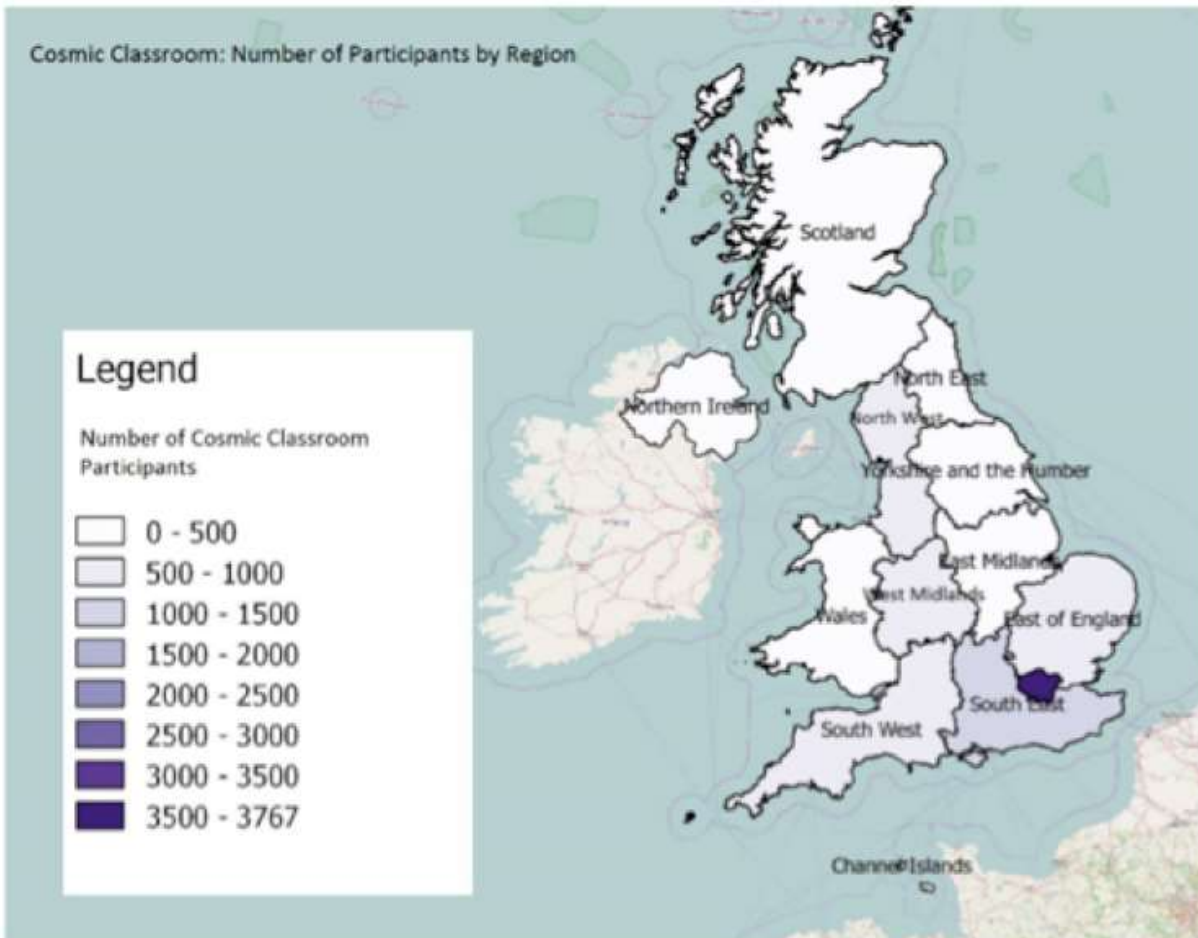 Cosmic Classroom: Number of Participants by Region
Scotland
North East
Northern Ireland
North West
Yorkshire and the Humber
East Midlands
West Midlands
Wales
East of England
South East
South West
Channel Islands
Legend
Number of Cosmic Classroom
Participants
0 - 500
500 - 1000
1000 - 1500
1500 - 2000
2000 - 2500
2500 - 3000
3000 - 3500
3500 - 3767